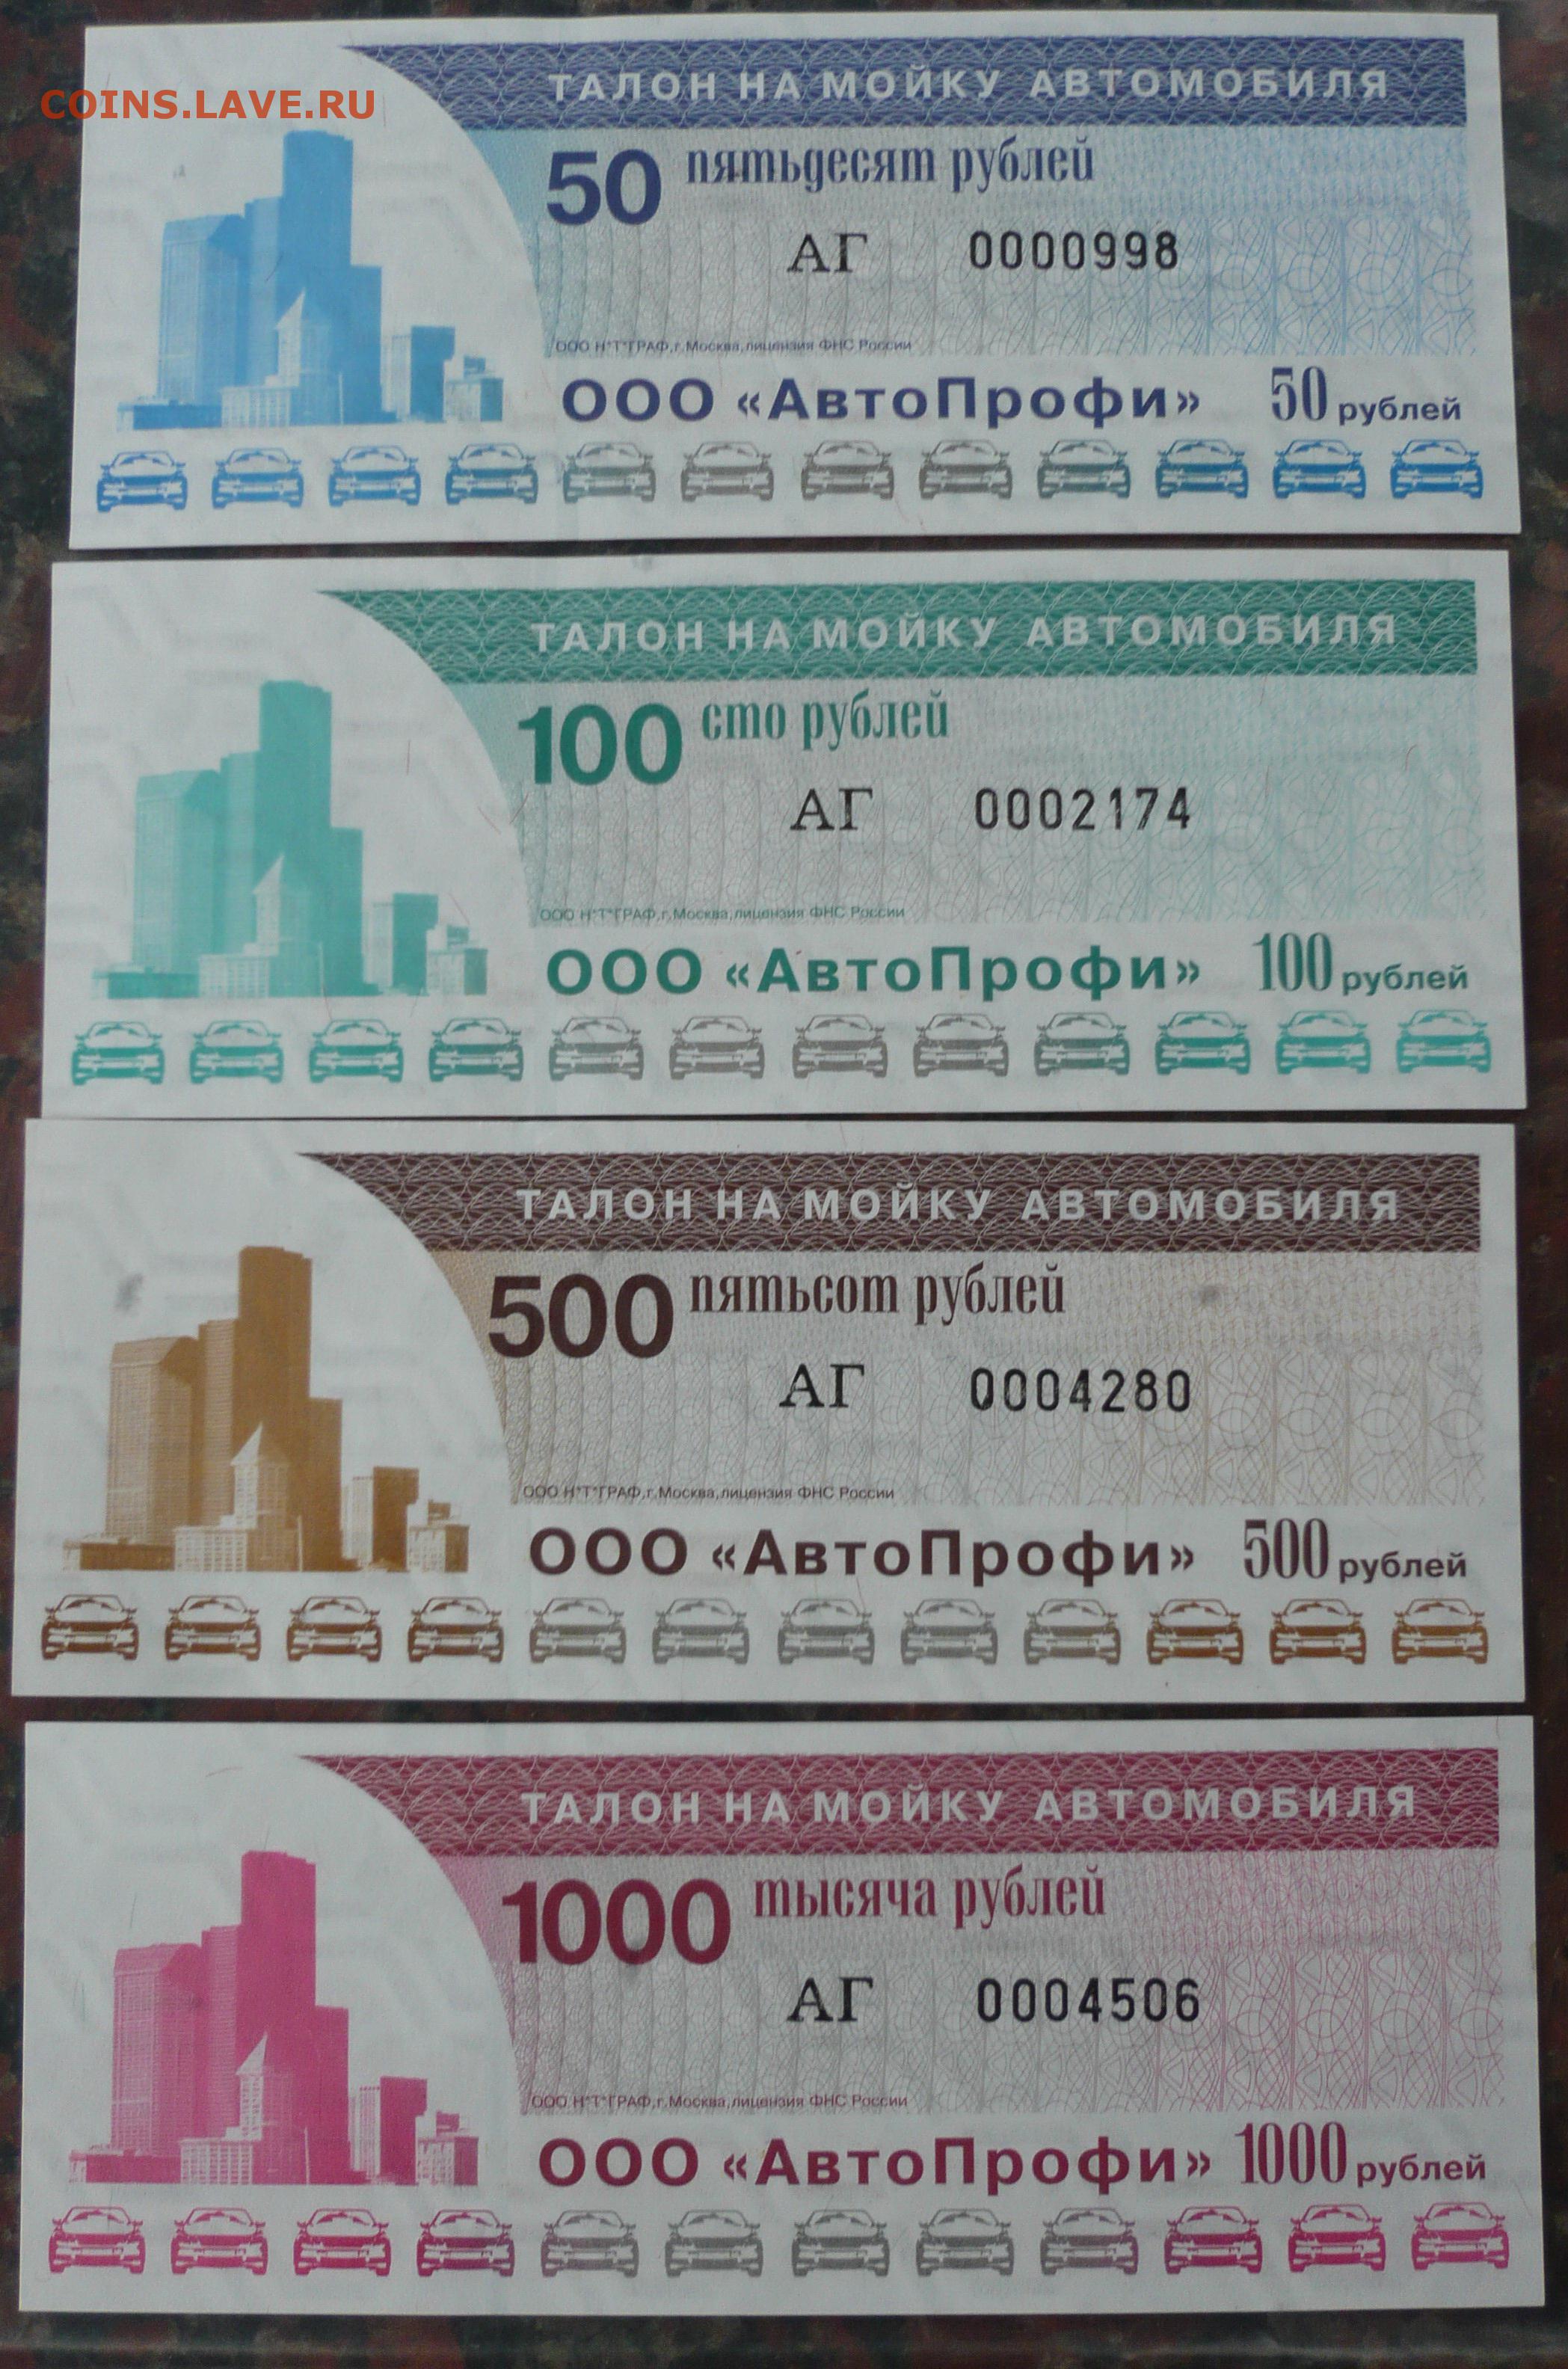 COINS.LAVE.RU
ТАЛОН НА МОЙКУ АВТОМОБИЛЯ
50 пятьдесят рублей
АГ 0000998
ООО Н*Т*ГРАФ,г.Москва,лицензия ФНС России
ООО «АвтоПрофи» 50 рублей
ТАЛОН НА МОЙКУ АВТОМОБИЛЯ
100 сто рублей
АГ 0002174
ООО Н*Т*ГРАФ,г.Москва,лицензия ФНС России
ООО «АвтоПрофи» 100 рублей
ТАЛОН НА МОЙКУ АВТОМОБИЛЯ
500 пятьсот рублей
АГ 0004280
ООО Н*Т*ГРАФ,г.Москва,лицензия ФНС России
ООО «АвтоПрофи» 500 рублей
ТАЛОН НА МОЙКУ АВТОМОБИЛЯ
1000 тысяча рублей
АГ 0004506
ООО Н*Т*ГРАФ,г.Москва,лицензия ФНС России
ООО «АвтоПрофи» 1000 рублей